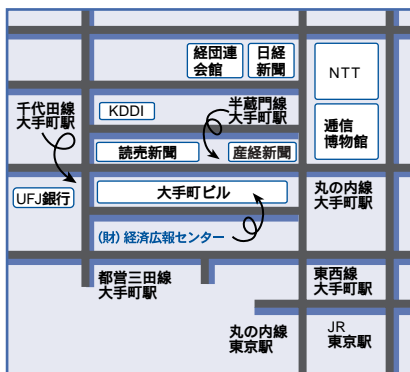 経団連
会館
日経
新聞
NTT
千代田線
大手町駅
KDDI
半蔵門線
大手町駅
逓信
博物館
読売新聞
産経新聞
UFJ銀行
大手町ビル
丸の内線
大手町駅
(財)経済広報センター
都営三田線
大手町駅
東西線
大手町駅
丸の内線
東京駅
JR
東京駅